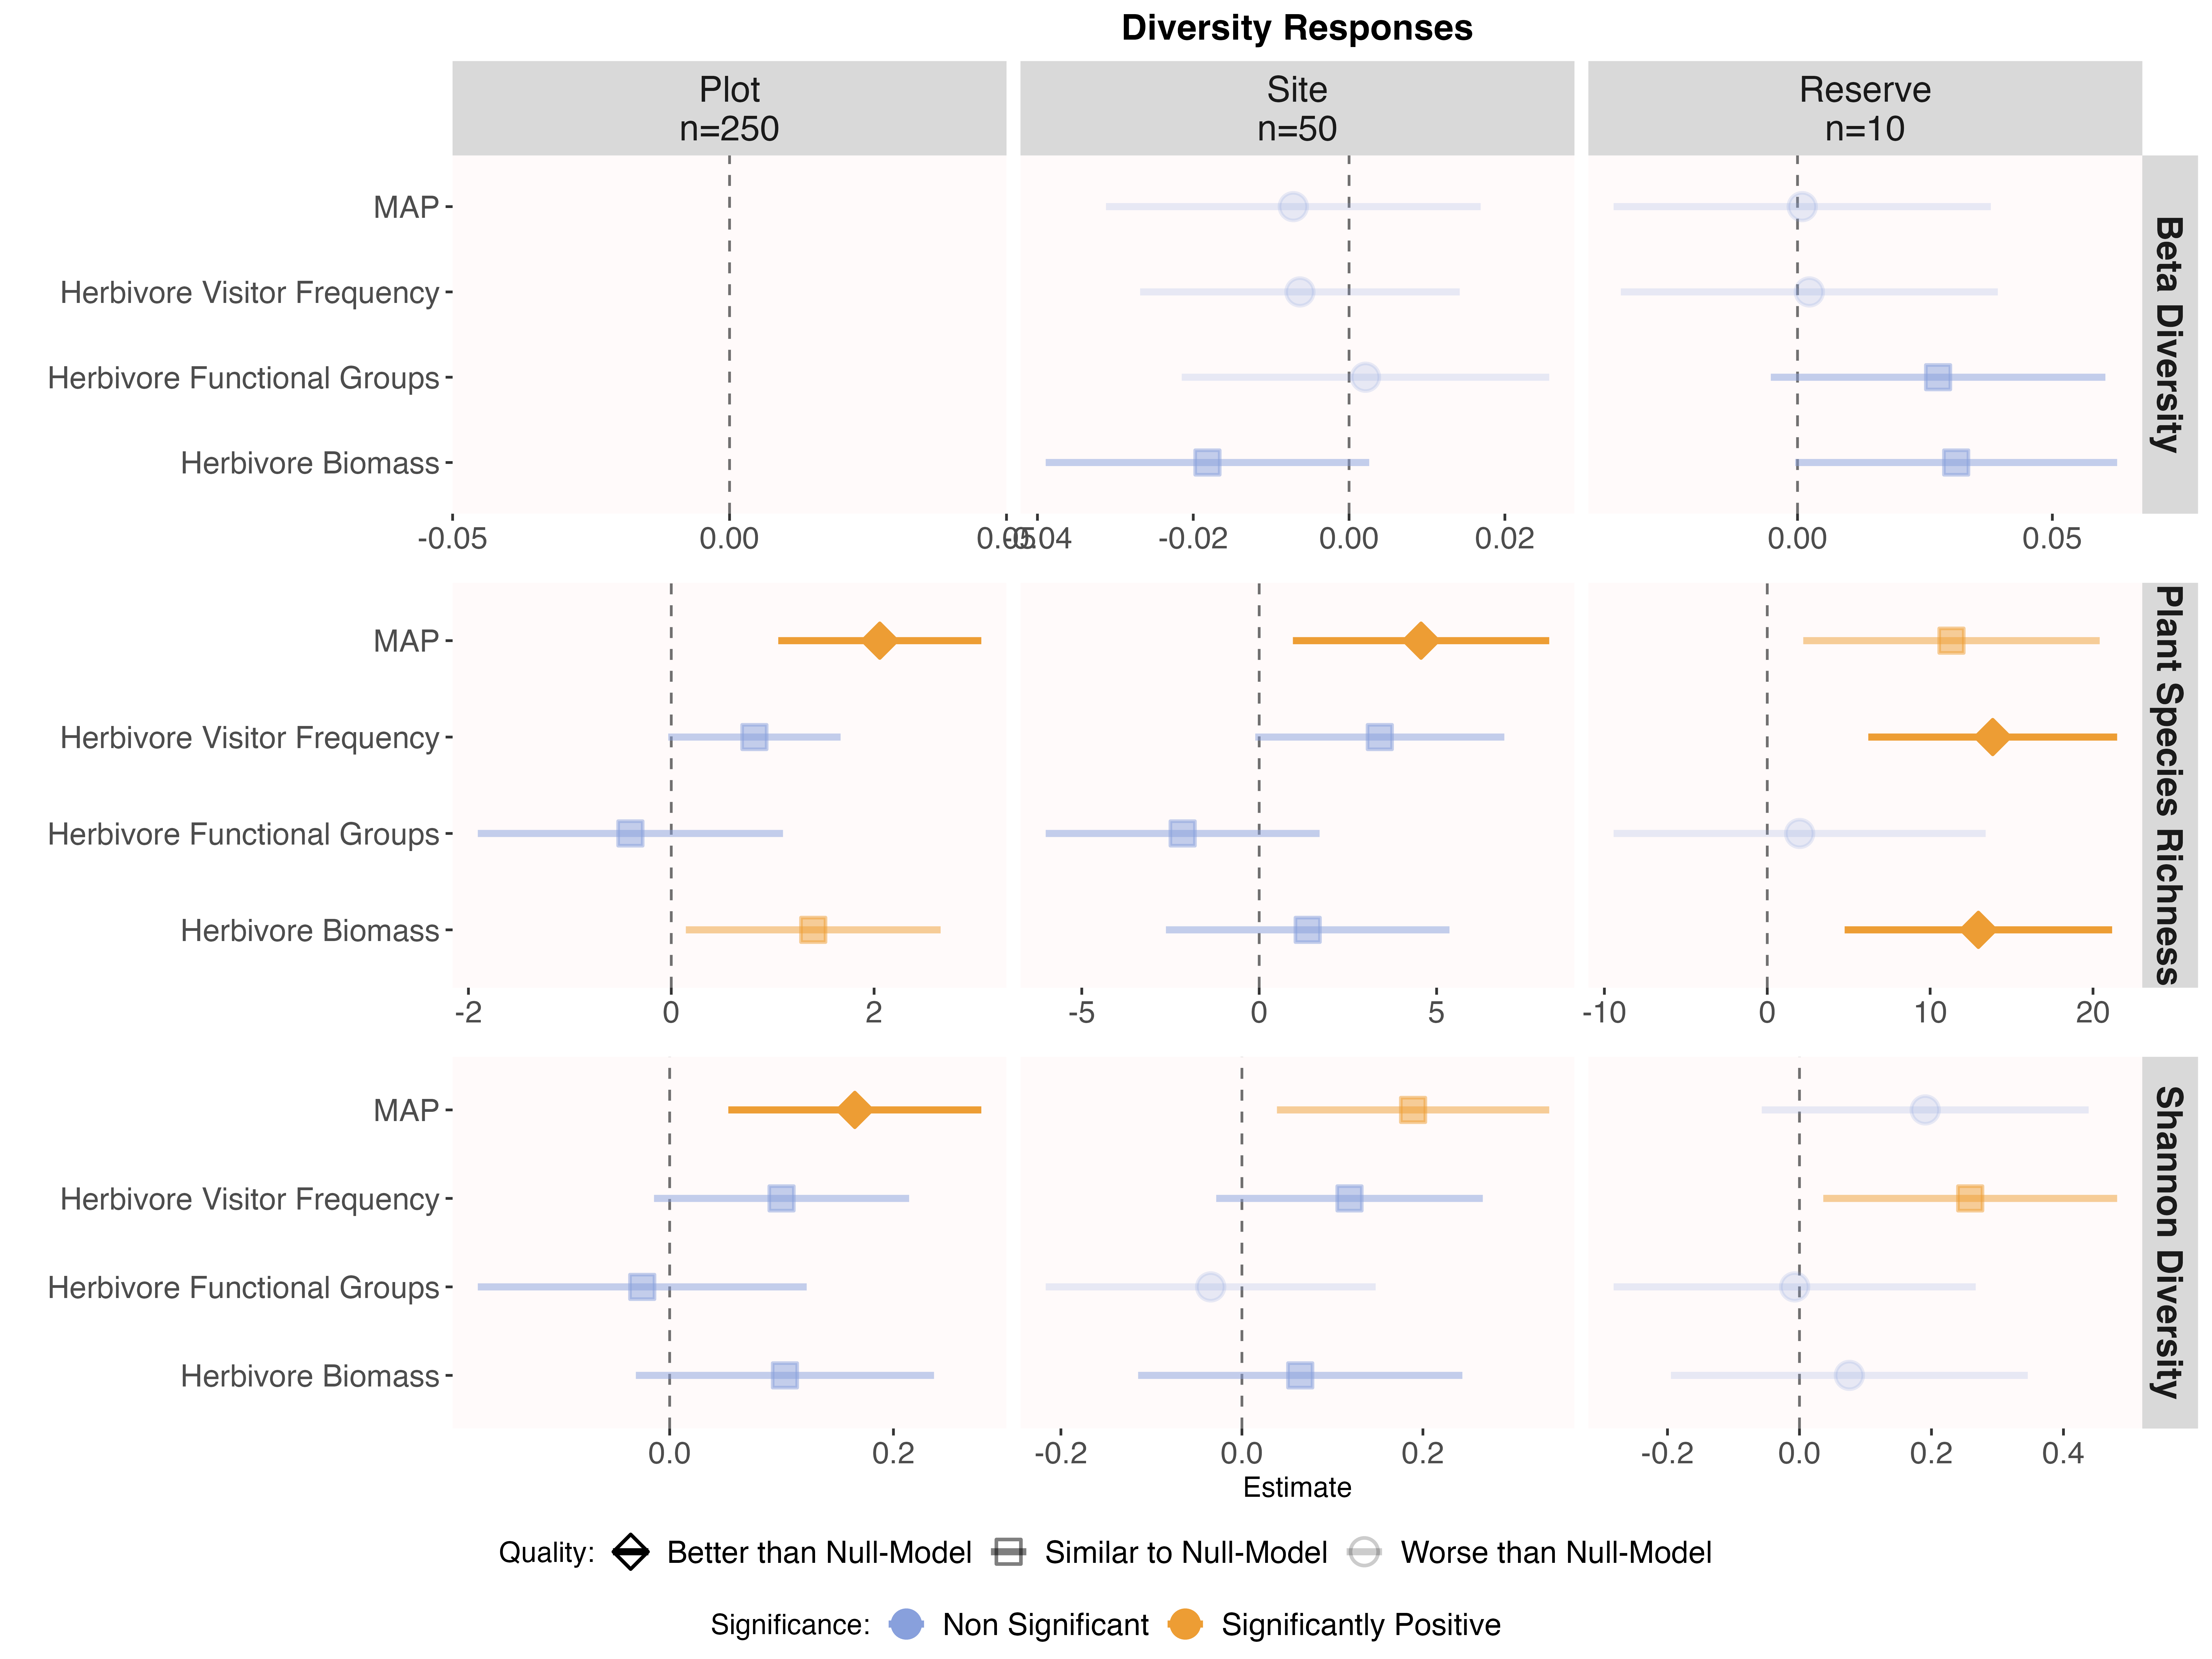 Diversity Responses
Plot
n=250
Site
n=50
Reserve
n=10
MAP
Herbivore Visitor Frequency
Herbivore Functional Groups
Herbivore Biomass
Beta Diversity
-0.05 0.00 0.05
-0.04 -0.02 0.00 0.02
0.00 0.05
MAP
Herbivore Visitor Frequency
Herbivore Functional Groups
Herbivore Biomass
Plant Species Richness
-2 0 2
-5 0 5
-10 0 10 20
MAP
Herbivore Visitor Frequency
Herbivore Functional Groups
Herbivore Biomass
Shannon Diversity
0.0 0.2
-0.2 0.0 0.2
-0.2 0.0 0.2 0.4
Estimate
Quality: Better than Null-Model Similar to Null-Model Worse than Null-Model
Significance: Non Significant Significantly Positive